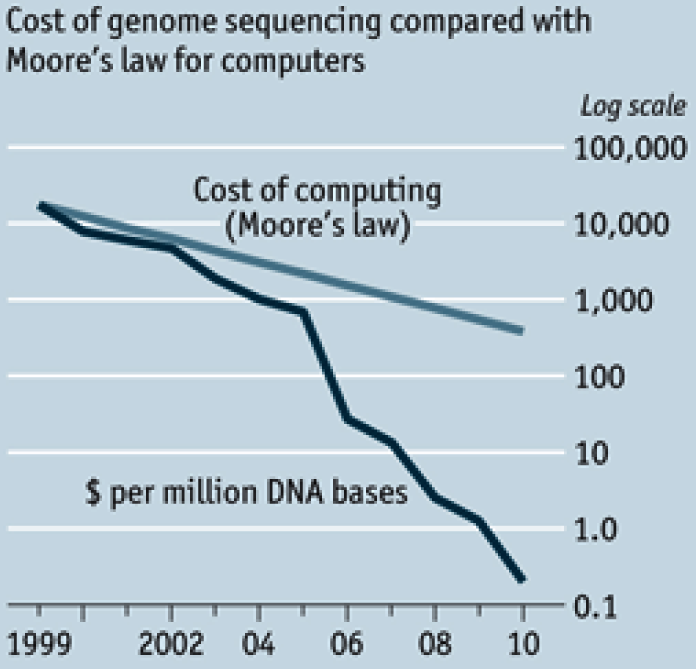 Cost of genome sequencing compared with
Moore's law for computers
Log scale
100,000
Cost of computing
(Moore's law)
10,000
1,000
100
10
$ per million DNA bases
1.0
0.1
1999 2002 04 06 08 10